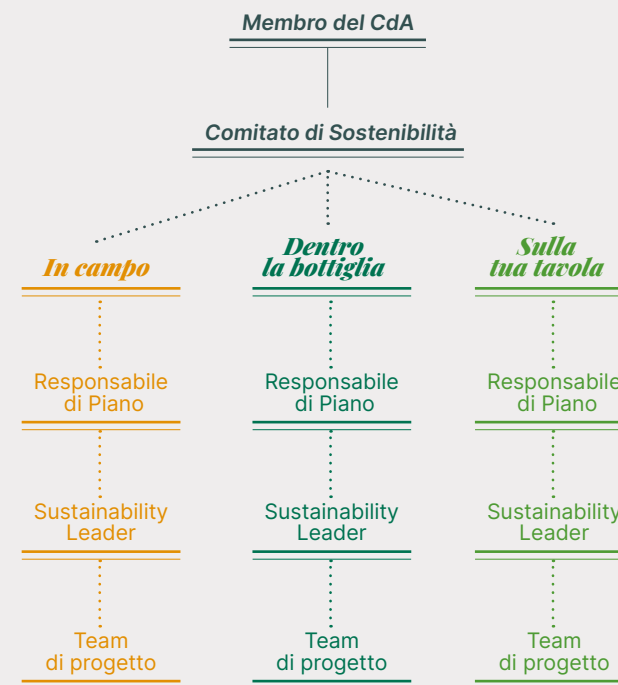 Membro del CdA
Comitato di Sostenibilità
In campo
Dentro
la bottiglia
Sulla
tua tavola
Responsabile
di Piano
Responsabile
di Piano
Responsabile
di Piano
Sustainability
Leader
Sustainability
Leader
Sustainability
Leader
Team
di progetto
Team
di progetto
Team
di progetto